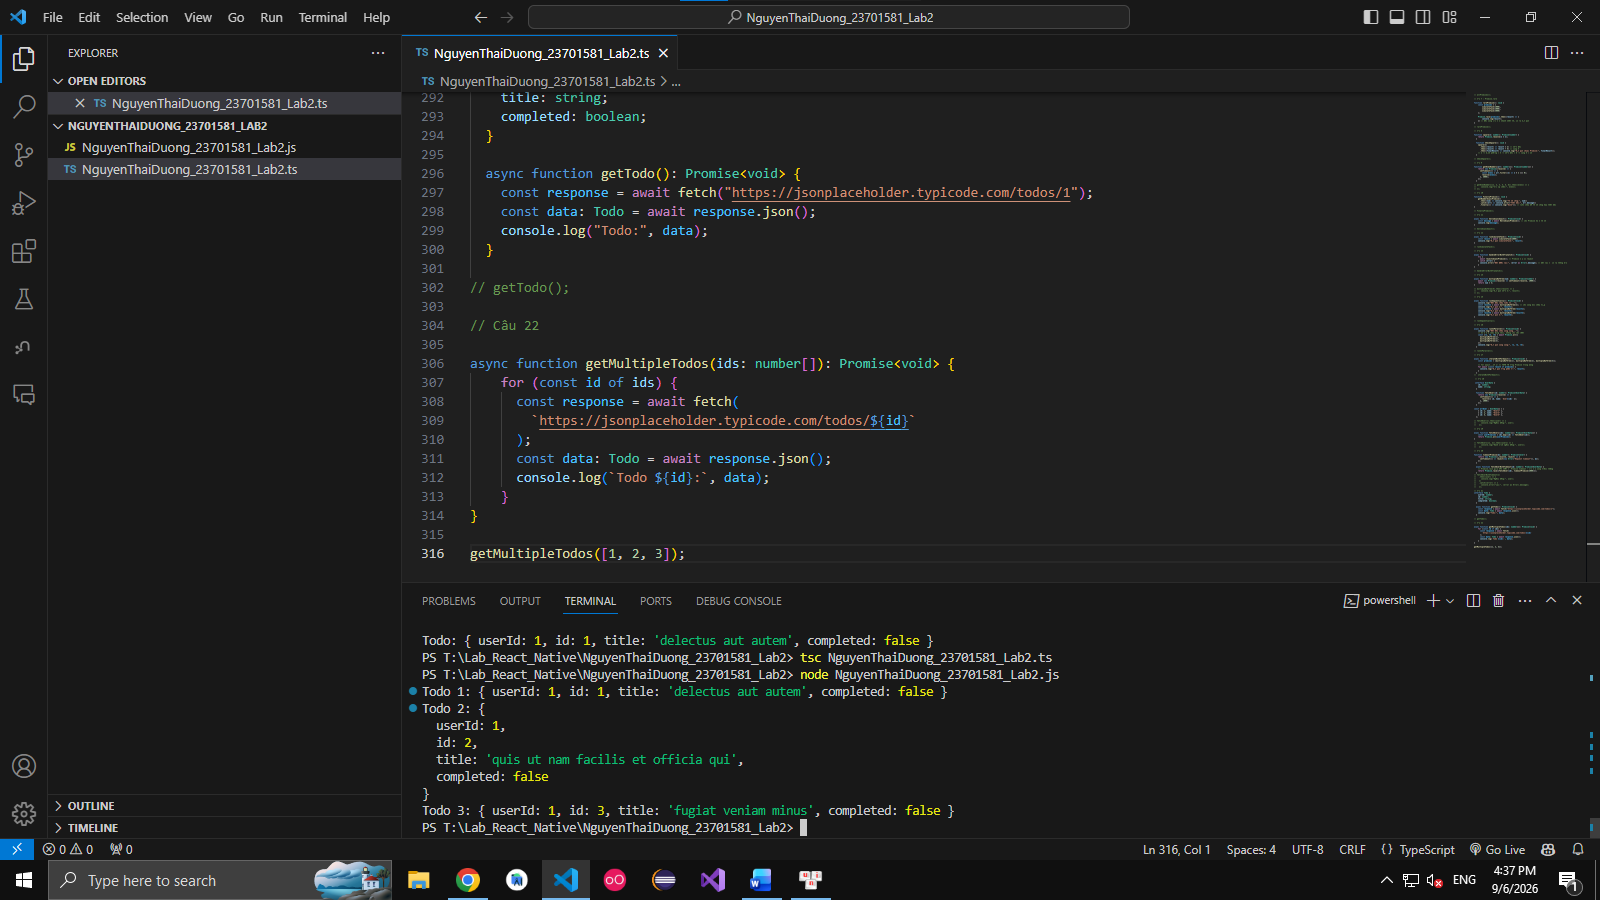 File Edit Selection View Go Run Terminal Help
NguyenThaiDuong_23701581_Lab2
EXPLORER
OPEN EDITORS
TS NguyenThaiDuong_23701581_Lab2.ts
NGUYENTHAIDUONG_23701581_LAB2
JS NguyenThaiDuong_23701581_Lab2.js
TS NguyenThaiDuong_23701581_Lab2.ts
OUTLINE
TIMELINE
TS NguyenThaiDuong_23701581_Lab2.ts
TS NguyenThaiDuong_23701581_Lab2.ts > ...
292 title: string;
293 completed: boolean;
294 }
295
296 async function getTodo(): Promise<void> {
297 const response = await fetch("https://jsonplaceholder.typicode.com/todos/1");
298 const data: Todo = await response.json();
299 console.log("Todo:", data);
300 }
301
302 // getTodo();
303
304 // Câu 22
305
306 async function getMultipleTodos(ids: number[]): Promise<void> {
307 for (const id of ids) {
308 const response = await fetch(
309 `https://jsonplaceholder.typicode.com/todos/${id}`
310 );
311 const data: Todo = await response.json();
312 console.log(`Todo ${id}:`, data);
313 }
314 }
315
316 getMultipleTodos([1, 2, 3]);
PROBLEMS OUTPUT TERMINAL PORTS DEBUG CONSOLE
powershell
Todo: { userId: 1, id: 1, title: 'delectus aut autem', completed: false }
PS T:\Lab_React_Native\NguyenThaiDuong_23701581_Lab2> tsc NguyenThaiDuong_23701581_Lab2.ts
PS T:\Lab_React_Native\NguyenThaiDuong_23701581_Lab2> node NguyenThaiDuong_23701581_Lab2.js
Todo 1: { userId: 1, id: 1, title: 'delectus aut autem', completed: false }
Todo 2: {
userId: 1,
id: 2,
title: 'quis ut nam facilis et officia qui',
completed: false
}
Todo 3: { userId: 1, id: 3, title: 'fugiat veniam minus', completed: false }
PS T:\Lab_React_Native\NguyenThaiDuong_23701581_Lab2>
0 0 0
Ln 316, Col 1 Spaces: 4 UTF-8 CRLF {} TypeScript Go Live
Type here to search
ENG
4:37 PM
9/6/2026
1